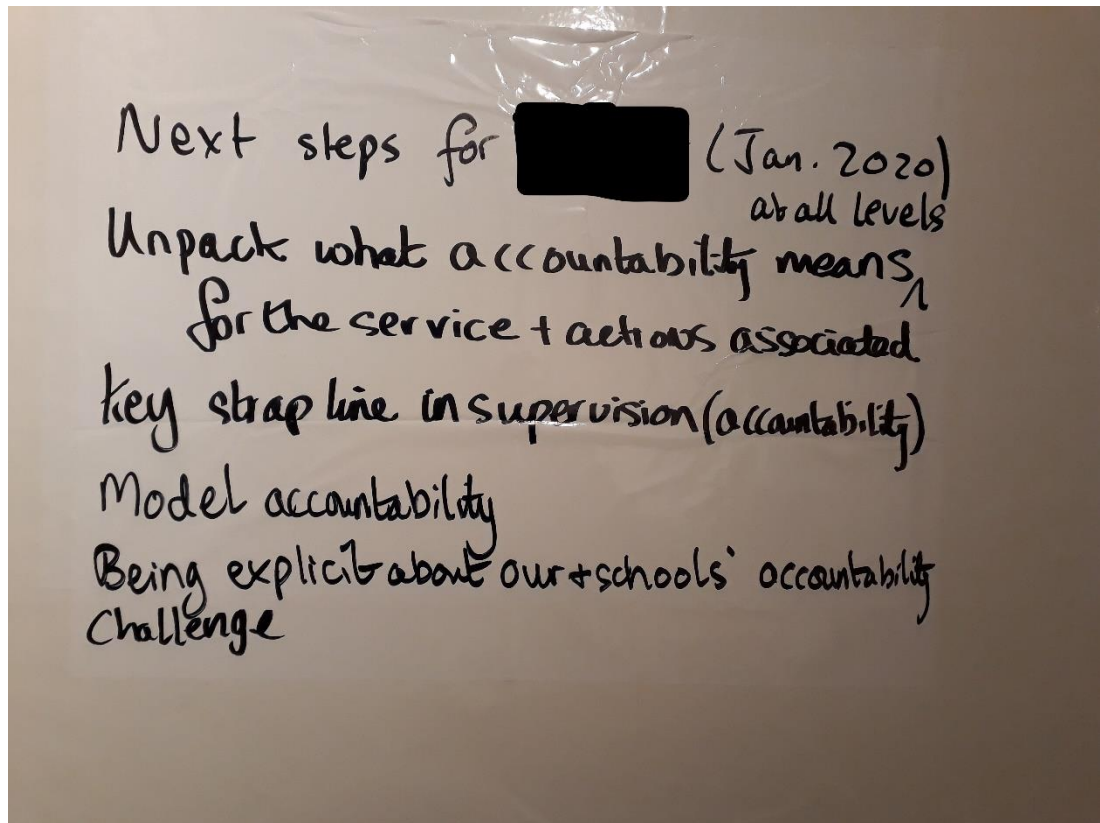 Next steps for (Jan. 2020)
at all levels
Unpack what accountability means,
for the service + actions associated
Key strap line in supervision (accountability)
Model accountability
Being explicit about our + schools' accountability
Challenge